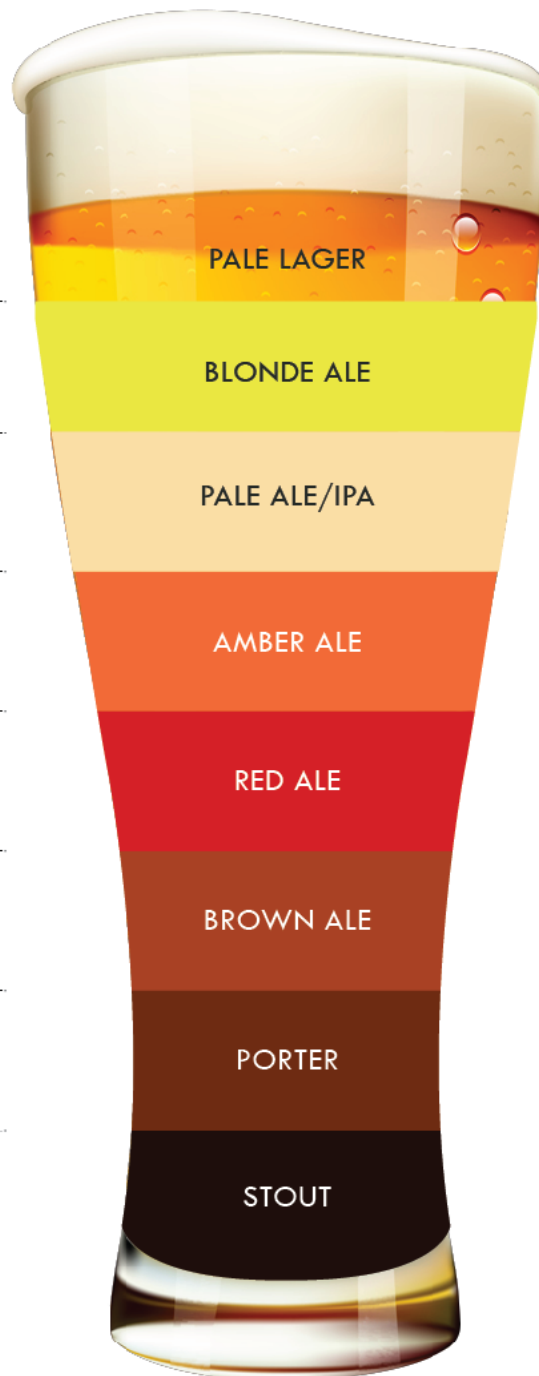 PALE LAGER
BLONDE ALE
PALE ALE/IPA
AMBER ALE
RED ALE
BROWN ALE
PORTER
STOUT